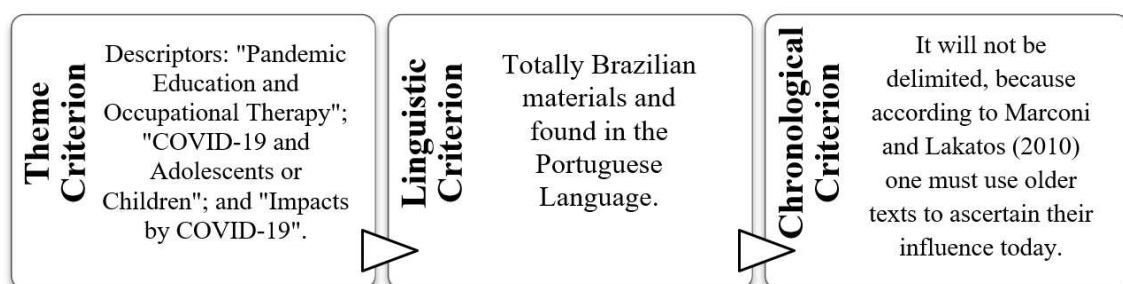 Theme
Criterion
Descriptors: "Pandemic
Education and
Occupational Therapy";
"COVID-19 and
Adolescents or
Children"; and "Impacts
by COVID-19".
Linguistic
Criterion
Totally Brazilian
materials and
found in the
Portuguese
Language.
Chronological
Criterion
It will not be
delimited, because
according to Marconi
and Lakatos (2010)
one must use older
texts to ascertain their
influence today.